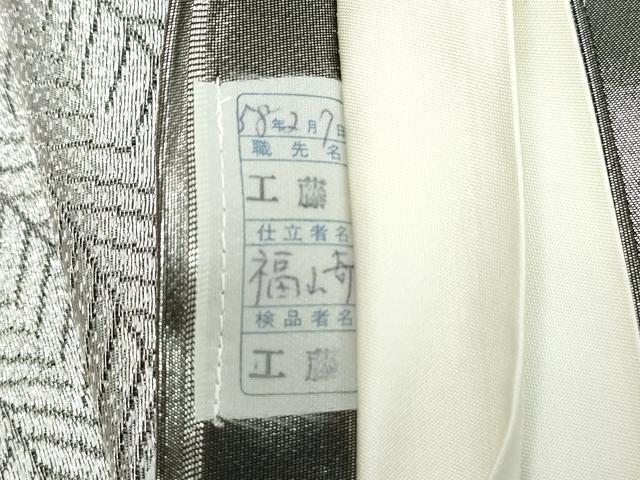 58年2月7日
職先名
工藤
仕立者名
福山
検品者名
工藤